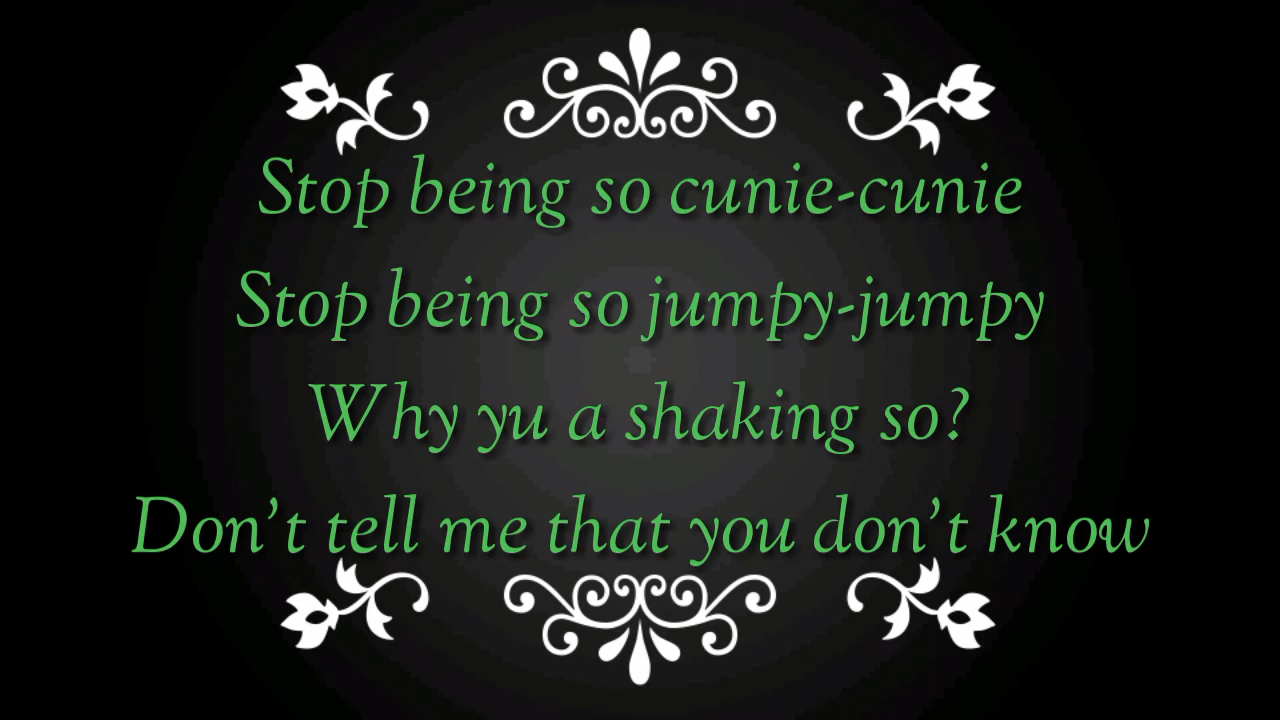 Stop being so cunie-cunie
Stop being so jumpy-jumpy
Why yu a shaking so?
Don't tell me that you don't know